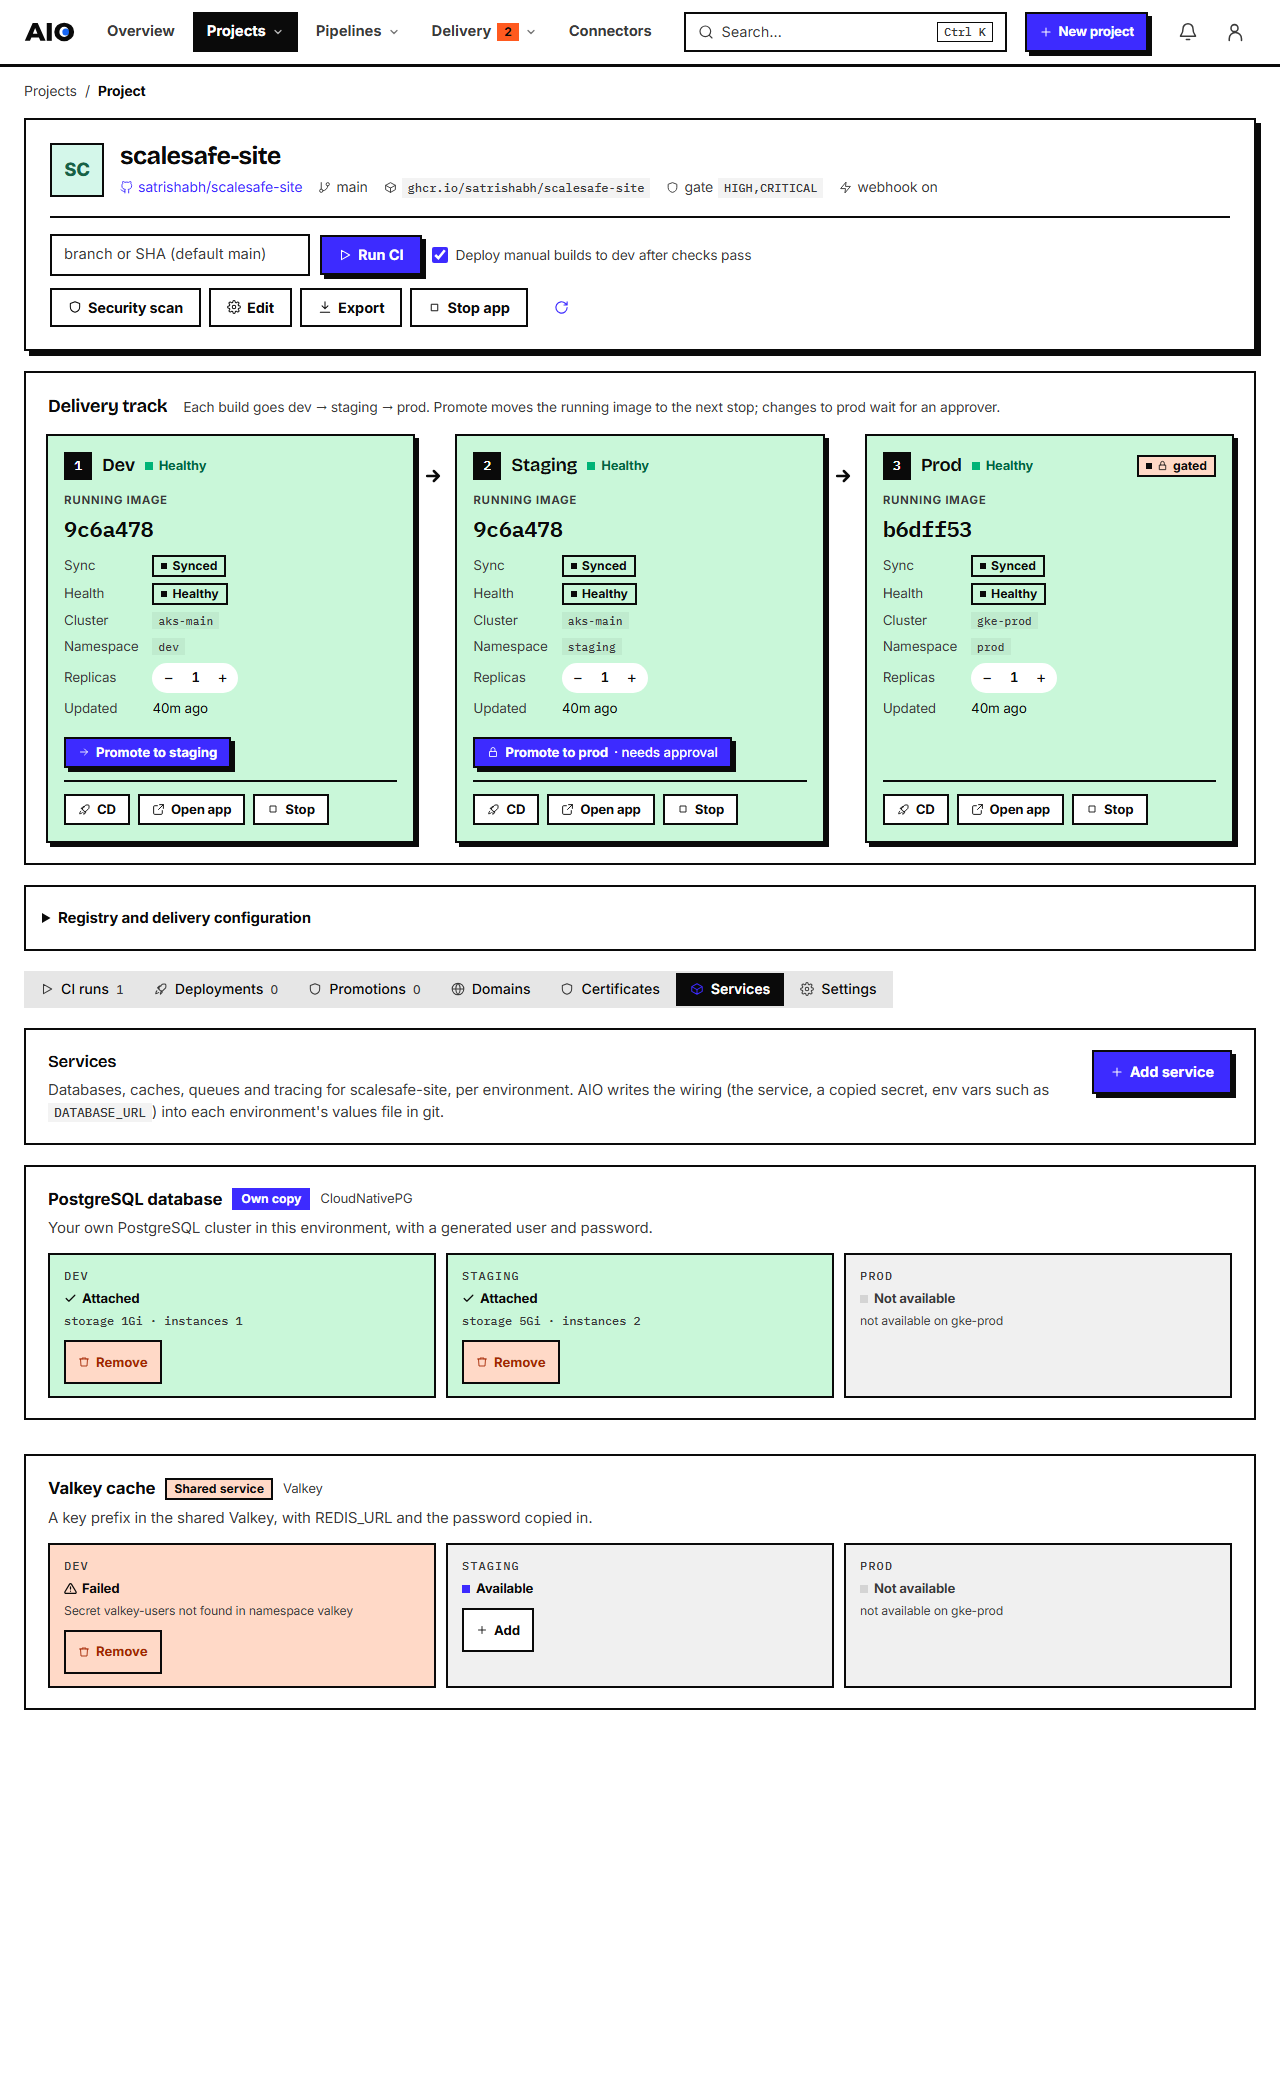 AIO Overview Projects Pipelines Delivery 2 Connectors Search... Ctrl K + New project
Projects / Project
SC scalesafe-site
satrishabh/scalesafe-site main ghcr.io/satrishabh/scalesafe-site gate HIGH,CRITICAL webhook on
branch or SHA (default main) Run CI Deploy manual builds to dev after checks pass
Security scan Edit Export Stop app
Delivery track Each build goes dev → staging → prod. Promote moves the running image to the next stop; changes to prod wait for an approver.
1 Dev Healthy
RUNNING IMAGE
9c6a478
Sync Synced
Health Healthy
Cluster aks-main
Namespace dev
Replicas − 1 +
Updated 40m ago
→ Promote to staging
CD Open app Stop
→
2 Staging Healthy
RUNNING IMAGE
9c6a478
Sync Synced
Health Healthy
Cluster aks-main
Namespace staging
Replicas − 1 +
Updated 40m ago
Promote to prod · needs approval
CD Open app Stop
→
3 Prod Healthy gated
RUNNING IMAGE
b6dff53
Sync Synced
Health Healthy
Cluster gke-prod
Namespace prod
Replicas − 1 +
Updated 40m ago
CD Open app Stop
Registry and delivery configuration
CI runs 1 Deployments 0 Promotions 0 Domains Certificates Services Settings
Services
Databases, caches, queues and tracing for scalesafe-site, per environment. AIO writes the wiring (the service, a copied secret, env vars such as
DATABASE_URL ) into each environment's values file in git.
+ Add service
PostgreSQL database Own copy CloudNativePG
Your own PostgreSQL cluster in this environment, with a generated user and password.
DEV
Attached
storage 1Gi · instances 1
Remove
STAGING
Attached
storage 5Gi · instances 2
Remove
PROD
Not available
not available on gke-prod
Valkey cache Shared service Valkey
A key prefix in the shared Valkey, with REDIS_URL and the password copied in.
DEV
Failed
Secret valkey-users not found in namespace valkey
Remove
STAGING
Available
+ Add
PROD
Not available
not available on gke-prod